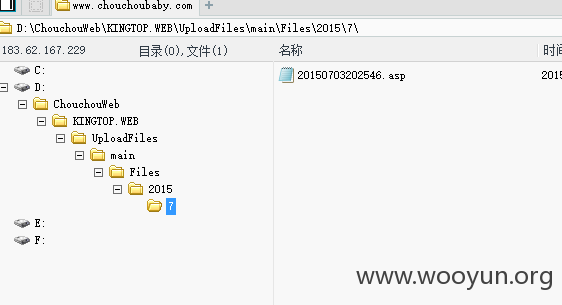 www.chouchoubaby.com
D:\ChouchouWeb\KINGTOP.WEB\UploadFiles\main\Files\2015\7\
183.62.167.229 目录(0),文件(1) 名称 时间
C:
D:
20150703202546.asp 2015
ChouchouWeb
KINGTOP.WEB
UploadFiles
main
Files
2015
7
E:
F:
www.wooyun.org